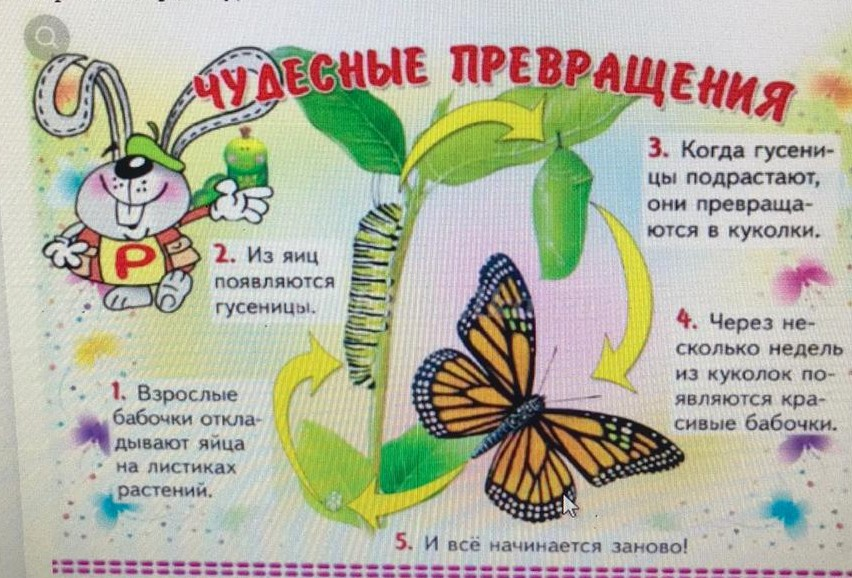 ЧУДЕСНЫЕ ПРЕВРАЩЕНИЯ
Р
1. Взрослые
бабочки откла-
дывают яйца
на листиках
растений.
2. Из яиц
появляются
гусеницы.
3. Когда гусени-
цы подрастают,
они превраща-
ются в куколки.
4. Через не-
сколько недель
из куколок по-
являются кра-
сивые бабочки.
5. И всё начинается заново!